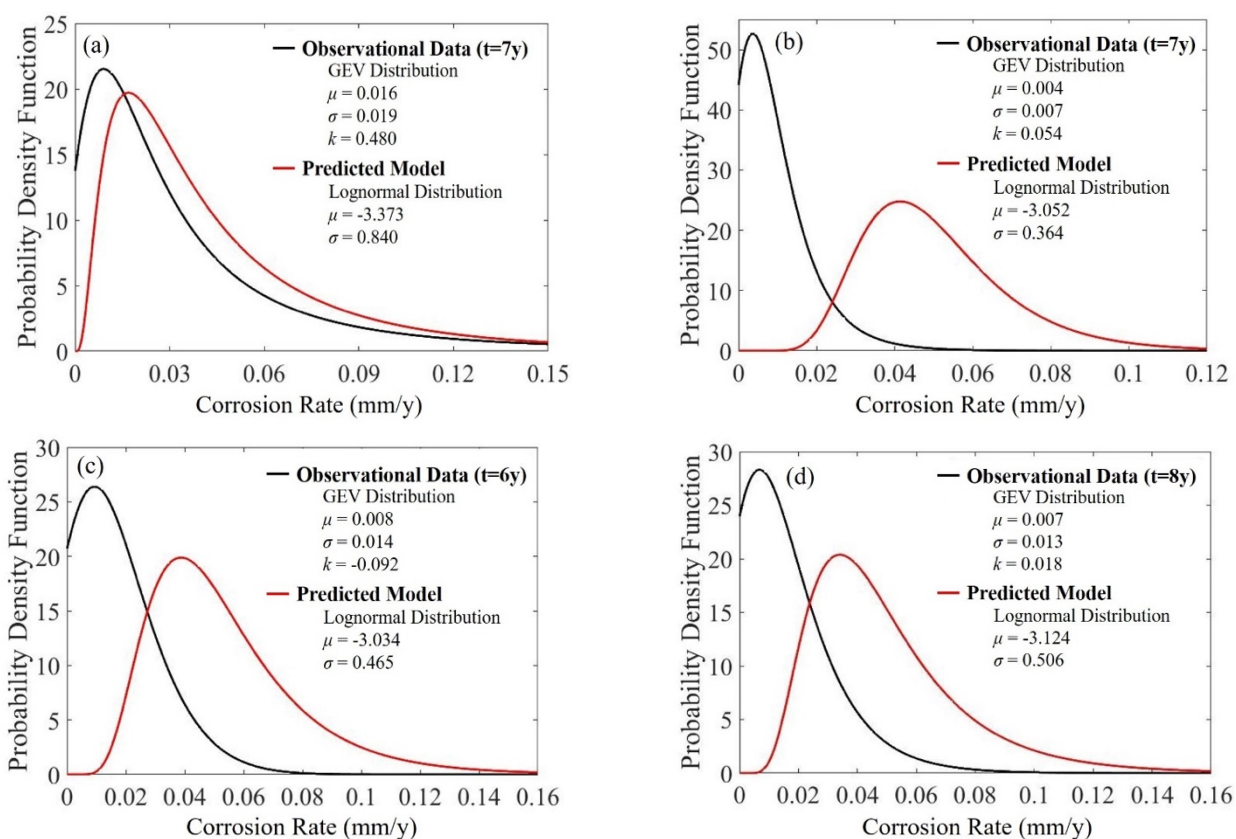 (a)
Probability Density Function
25
20
15
10
5
0
0 0.03 0.06 0.09 0.12 0.15
Corrosion Rate (mm/y)
Observational Data (t=7y)
GEV Distribution
μ = 0.016
σ = 0.019
k = 0.480
Predicted Model
Lognormal Distribution
μ = -3.373
σ = 0.840
(b)
Probability Density Function
50
40
30
20
10
0
0 0.02 0.04 0.06 0.08 0.1 0.12
Corrosion Rate (mm/y)
Observational Data (t=7y)
GEV Distribution
μ = 0.004
σ = 0.007
k = 0.054
Predicted Model
Lognormal Distribution
μ = -3.052
σ = 0.364
(c)
Probability Density Function
30
25
20
15
10
5
0
0 0.02 0.04 0.06 0.08 0.1 0.12 0.14 0.16
Corrosion Rate (mm/y)
Observational Data (t=6y)
GEV Distribution
μ = 0.008
σ = 0.014
k = -0.092
Predicted Model
Lognormal Distribution
μ = -3.034
σ = 0.465
(d)
Probability Density Function
30
25
20
15
10
5
0
0 0.02 0.04 0.06 0.08 0.1 0.12 0.14 0.16
Corrosion Rate (mm/y)
Observational Data (t=8y)
GEV Distribution
μ = 0.007
σ = 0.013
k = 0.018
Predicted Model
Lognormal Distribution
μ = -3.124
σ = 0.506